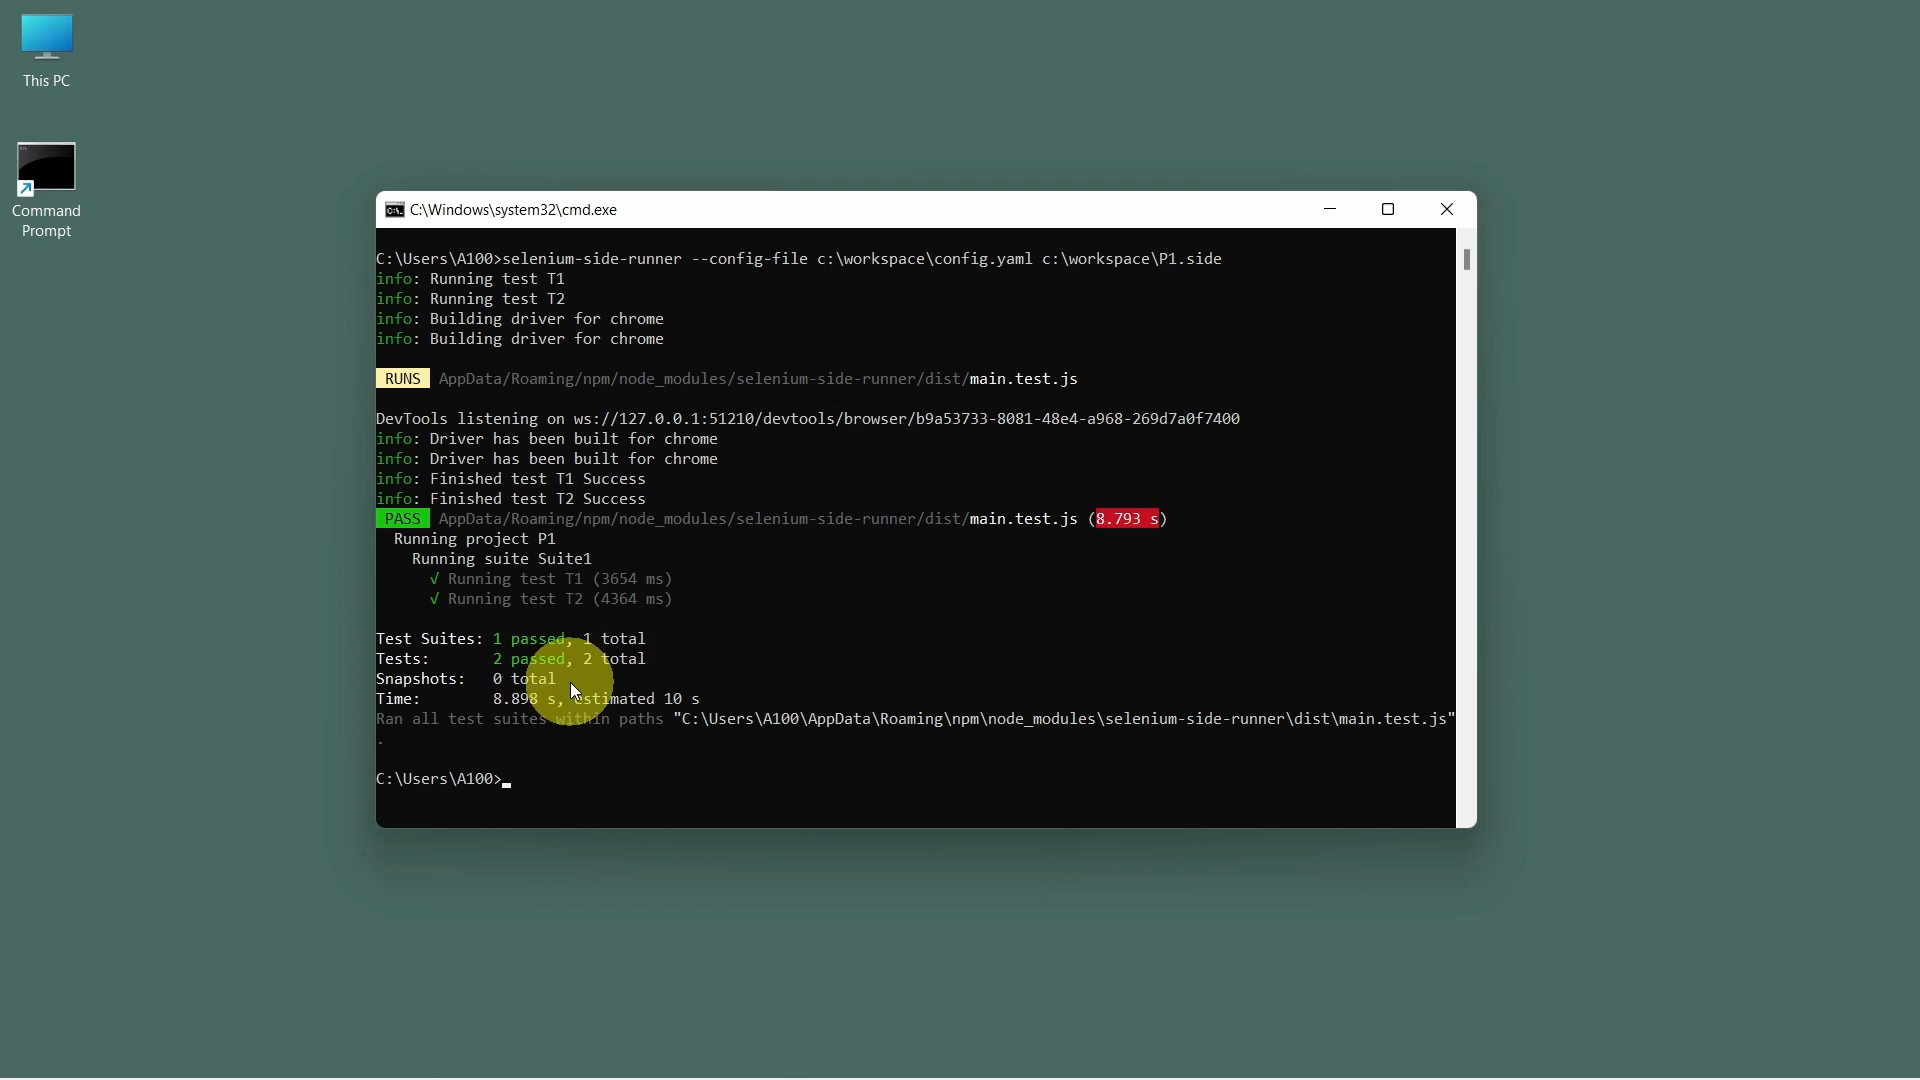 This PC
Command
Prompt
C:\Windows\system32\cmd.exe
C:\Users\A100>selenium-side-runner --config-file c:\workspace\config.yaml c:\workspace\P1.side
info: Running test T1
info: Running test T2
info: Building driver for chrome
info: Building driver for chrome
RUNS AppData/Roaming/npm/node_modules/selenium-side-runner/dist/main.test.js
DevTools listening on ws://127.0.0.1:51210/devtools/browser/b9a53733-8081-48e4-a968-269d7a0f7400
info: Driver has been built for chrome
info: Driver has been built for chrome
info: Finished test T1 Success
info: Finished test T2 Success
PASS AppData/Roaming/npm/node_modules/selenium-side-runner/dist/main.test.js (8.793 s)
Running project P1
Running suite Suite1
√ Running test T1 (3654 ms)
√ Running test T2 (4364 ms)
Test Suites: 1 passed, 1 total
Tests: 2 passed, 2 total
Snapshots: 0 total
Time: 8.898 s, estimated 10 s
Ran all test suites within paths "C:\Users\A100\AppData\Roaming\npm\node_modules\selenium-side-runner\dist\main.test.js"
.
C:\Users\A100>